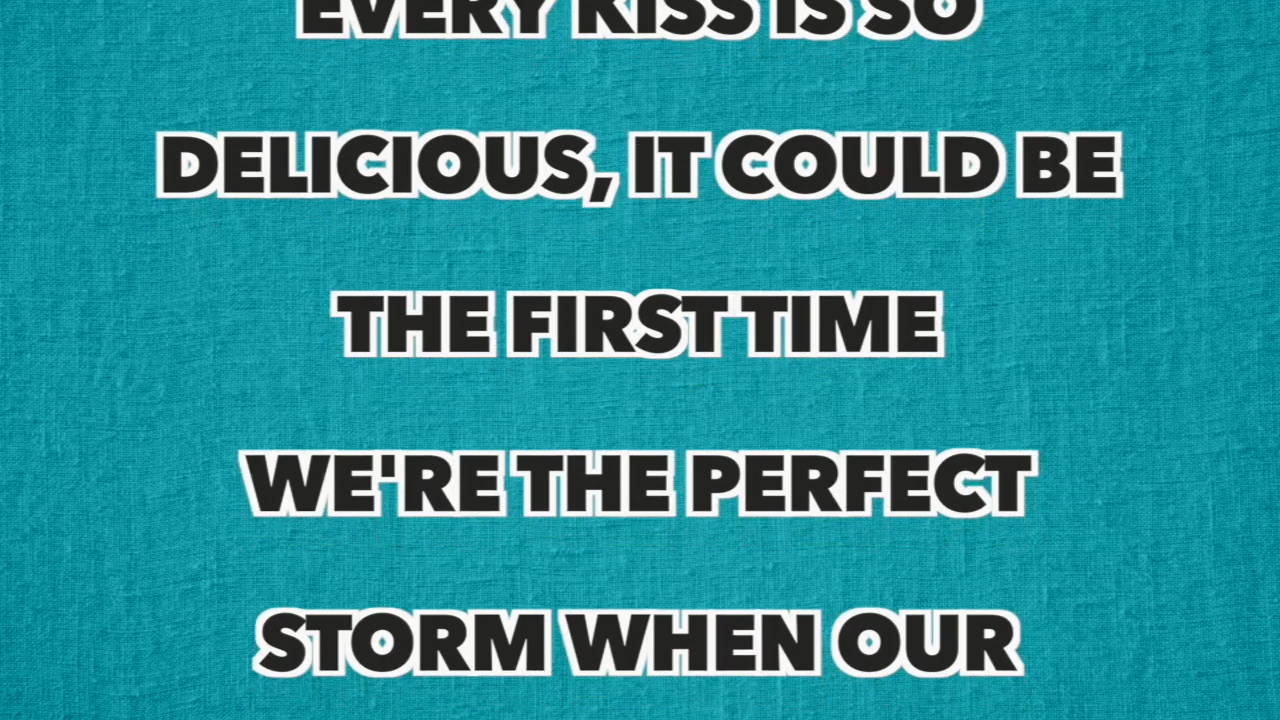 EVERY KISS IS SO
DELICIOUS, IT COULD BE
THE FIRST TIME
WE'RE THE PERFECT
STORM WHEN OUR